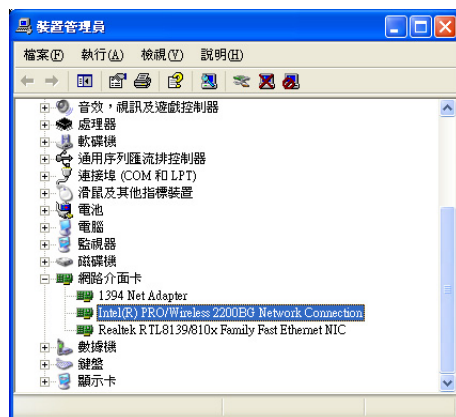 裝置管理員
檔案(F) 執行(A) 檢視(V) 說明(H)
音效，視訊及遊戲控制器
處理器
軟碟機
通用序列匯流排控制器
連接埠 (COM 和 LPT)
滑鼠及其他指標裝置
電池
電腦
監視器
磁碟機
網路介面卡
1394 Net Adapter
Intel(R) PRO/Wireless 2200BG Network Connection
Realtek RTL8139/810x Family Fast Ethernet NIC
數據機
鍵盤
顯示卡